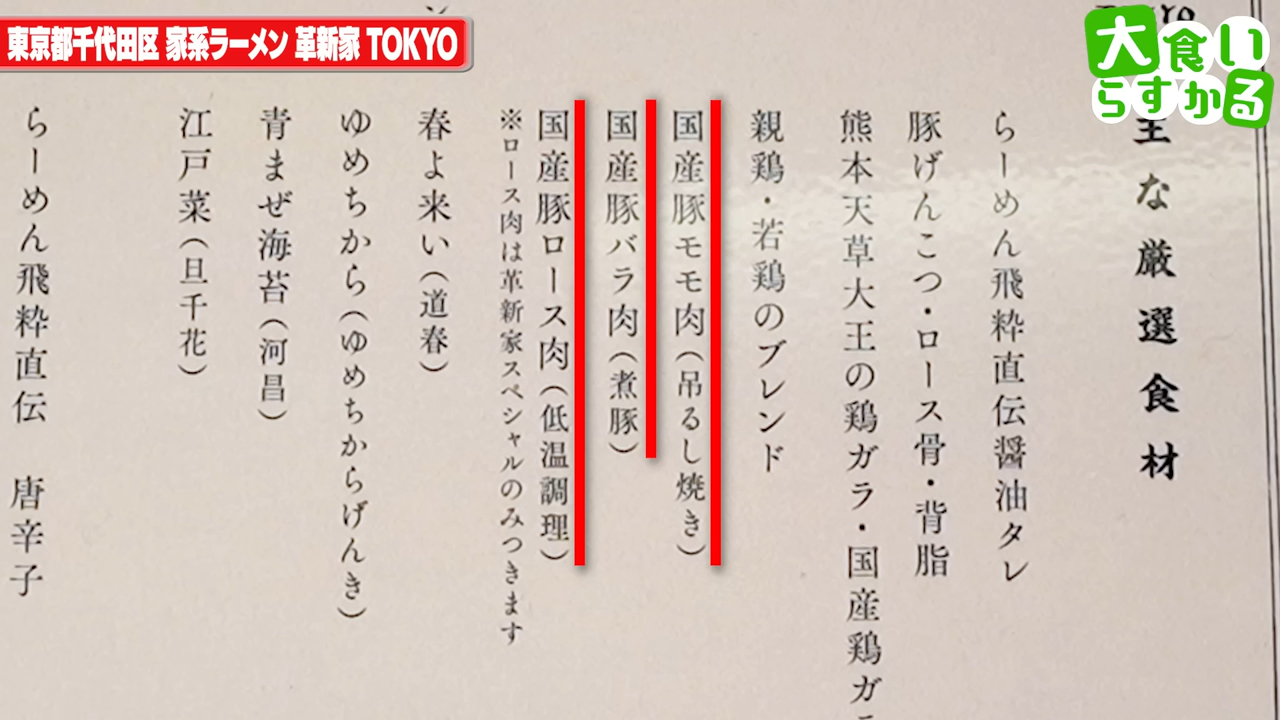 東京都千代田区 家系ラーメン 革新家 TOKYO
大食い
らすかる
主な厳選食材
らーめん飛粋直伝醤油タレ
豚げんこつ・ロース骨・背脂
熊本天草大王の鶏ガラ・国産鶏ガラ
親鶏・若鶏のブレンド
国産豚モモ肉(吊るし焼き)
国産豚バラ肉(煮豚)
国産豚ロース肉(低温調理)
※ロース肉は革新家スペシャルのみつきます
春よ来い(道春)
ゆめちから(ゆめちからげんき)
青まぜ海苔(河昌)
江戸菜(旦千花)
らーめん飛粋直伝 唐辛子